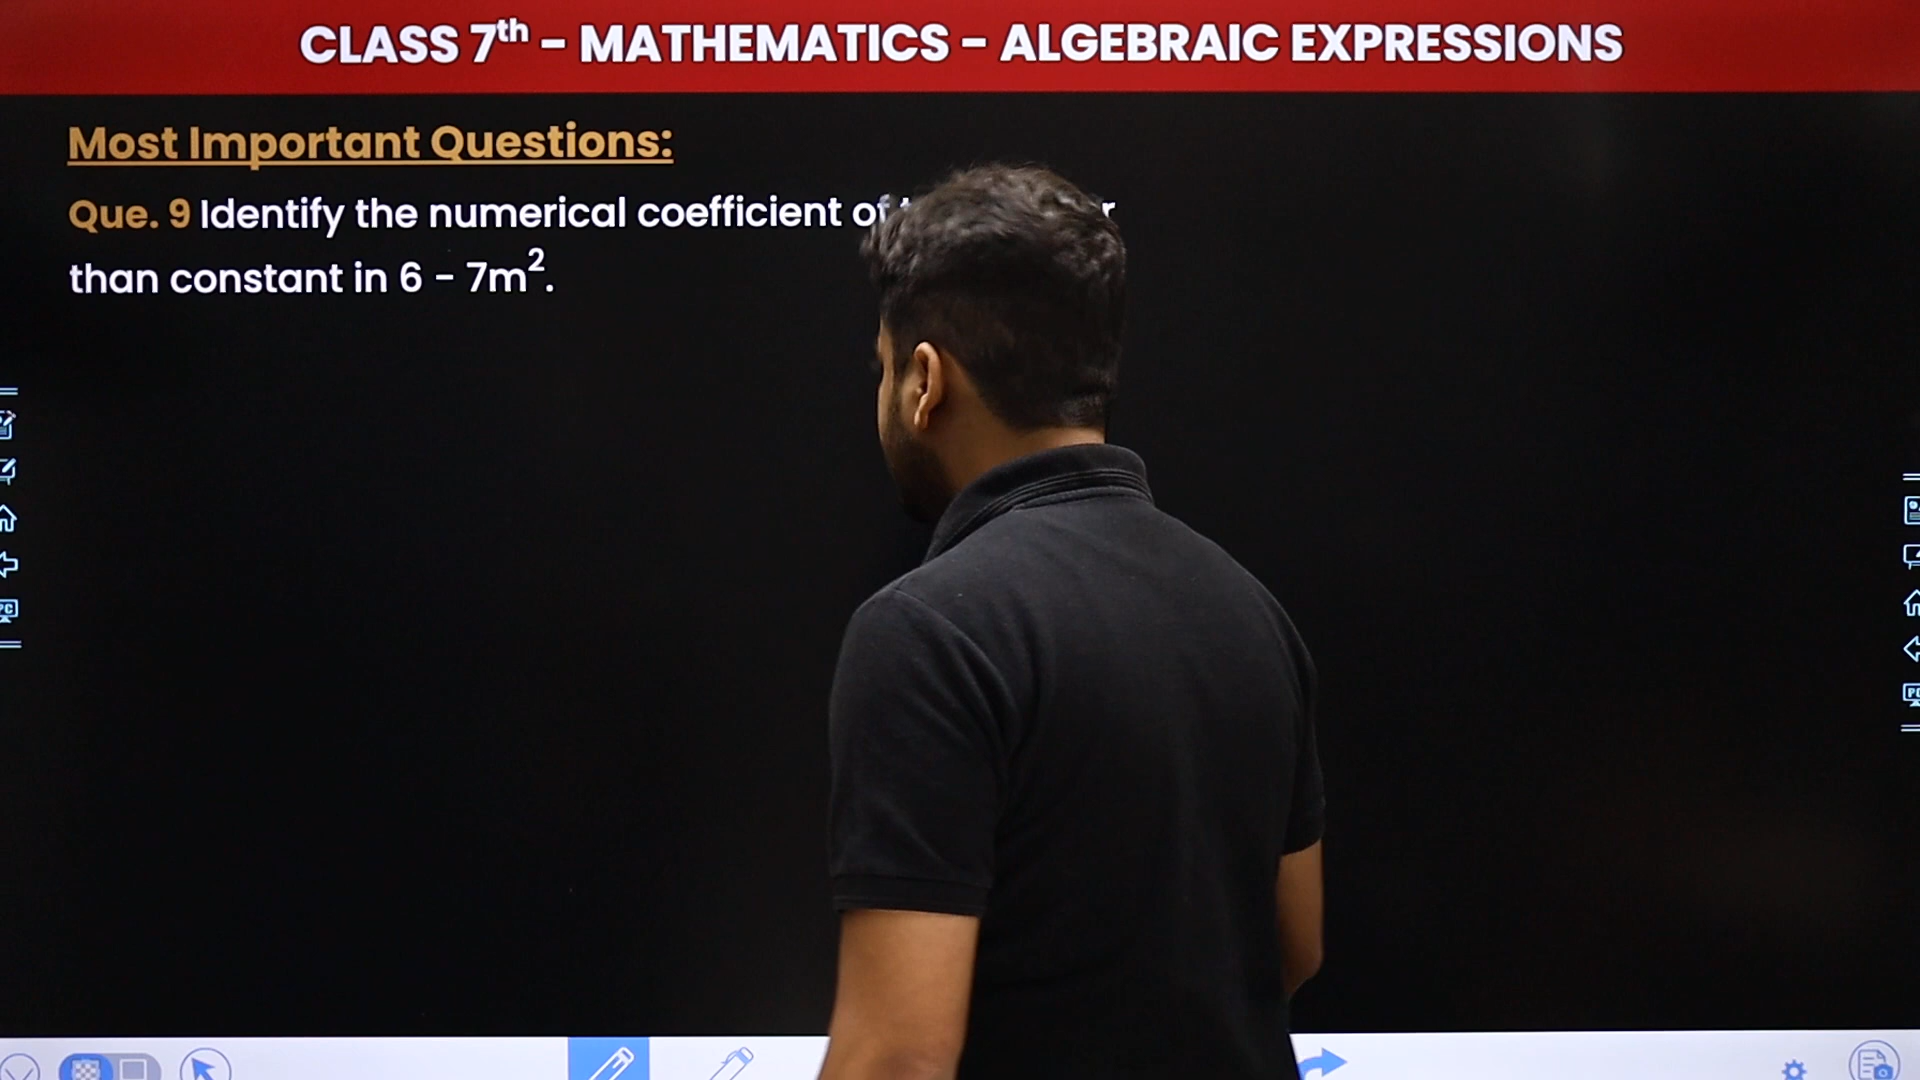 CLASS 7th – MATHEMATICS – ALGEBRAIC EXPRESSIONS
Most Important Questions:
Que. 9 Identify the numerical coefficient of
than constant in 6 – 7m².
PC